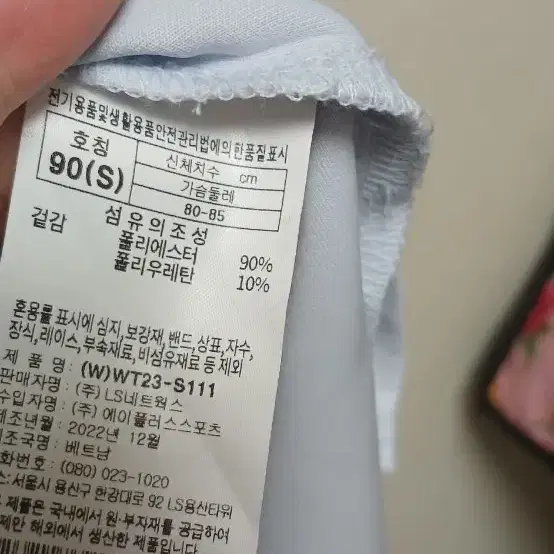 전기용품및생활용품안전관리법에의한품질표시
호칭 신체치수 cm
90(S) 가슴둘레
80-85
겉감 섬유의조성
폴리에스터 90%
폴리우레탄 10%
혼용률 표시에 심지, 보강재, 밴드, 상표, 자수,
장식, 레이스, 부속재료, 비섬유재료 등 제외
제 품 명 : (W)WT23-S111
판매자명 : (주) LS네트웍스
수입자명 : (주) 에이플러스스포츠
제조년월 : 2022년 12월
제조국명 : 베트남
전화번호 : (080) 023-1020
소:서울시 용산구 한강대로 92 LS용산타워
제품은 국내에서 원·부자재를 공급하여
해외에서 생산한 제품입니다